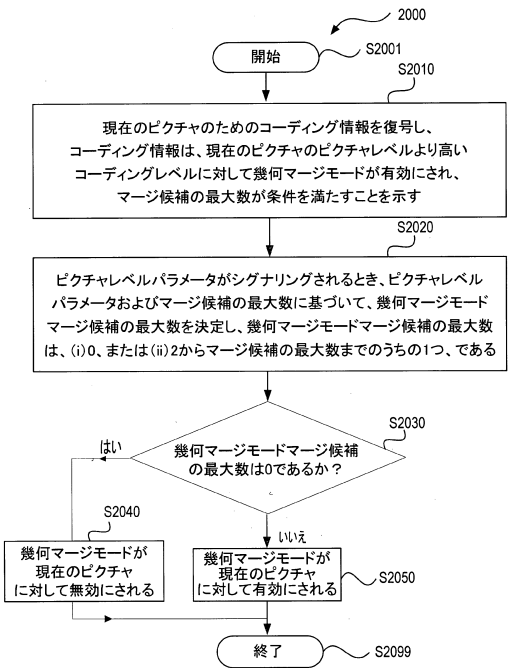 2000
開始
S2001
S2010
現在のピクチャのためのコーディング情報を復号し、
コーディング情報は、現在のピクチャのピクチャレベルより高い
コーディングレベルに対して幾何マージモードが有効にされ、
マージ候補の最大数が条件を満たすことを示す
S2020
ピクチャレベルパラメータがシグナリングされるとき、ピクチャレベル
パラメータおよびマージ候補の最大数に基づいて、幾何マージモード
マージ候補の最大数を決定し、幾何マージモードマージ候補の最大数
は、(i)0、または(ii)2からマージ候補の最大数までのうちの1つ、である
S2030
幾何マージモードマージ候補
の最大数は0であるか？
はい
いいえ
S2040
幾何マージモードが
現在のピクチャ
に対して無効にされる
幾何マージモードが
現在のピクチャ
に対して有効にされる
S2050
終了
S2099